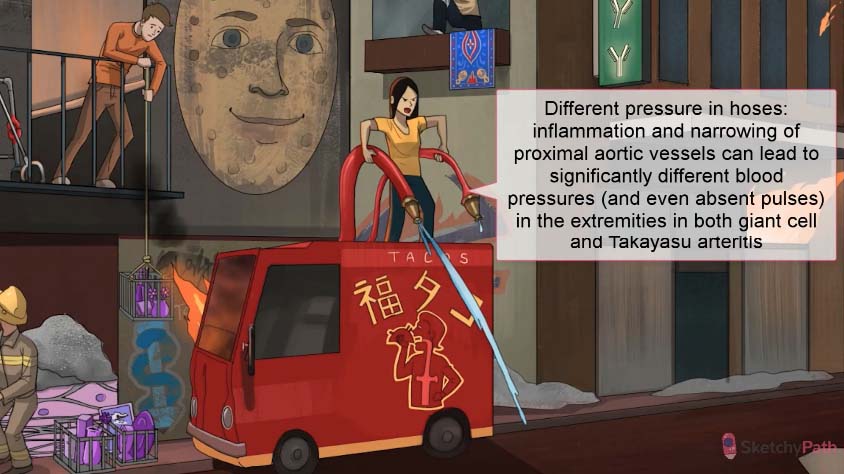 Different pressure in hoses:
inflammation and narrowing of
proximal aortic vessels can lead to
significantly different blood
pressures (and even absent pulses)
in the extremities in both giant cell
and Takayasu arteritis
TACOS
福タコ
SketchyPath